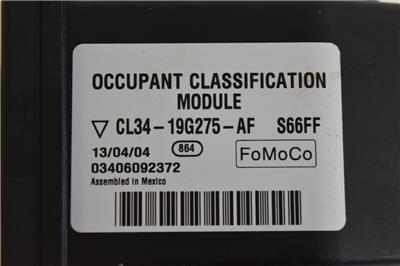 OCCUPANT CLASSIFICATION
MODULE
CL34-19G275-AF S66FF
13/04/04 864 FoMoCo
03406092372
Assembled in Mexico